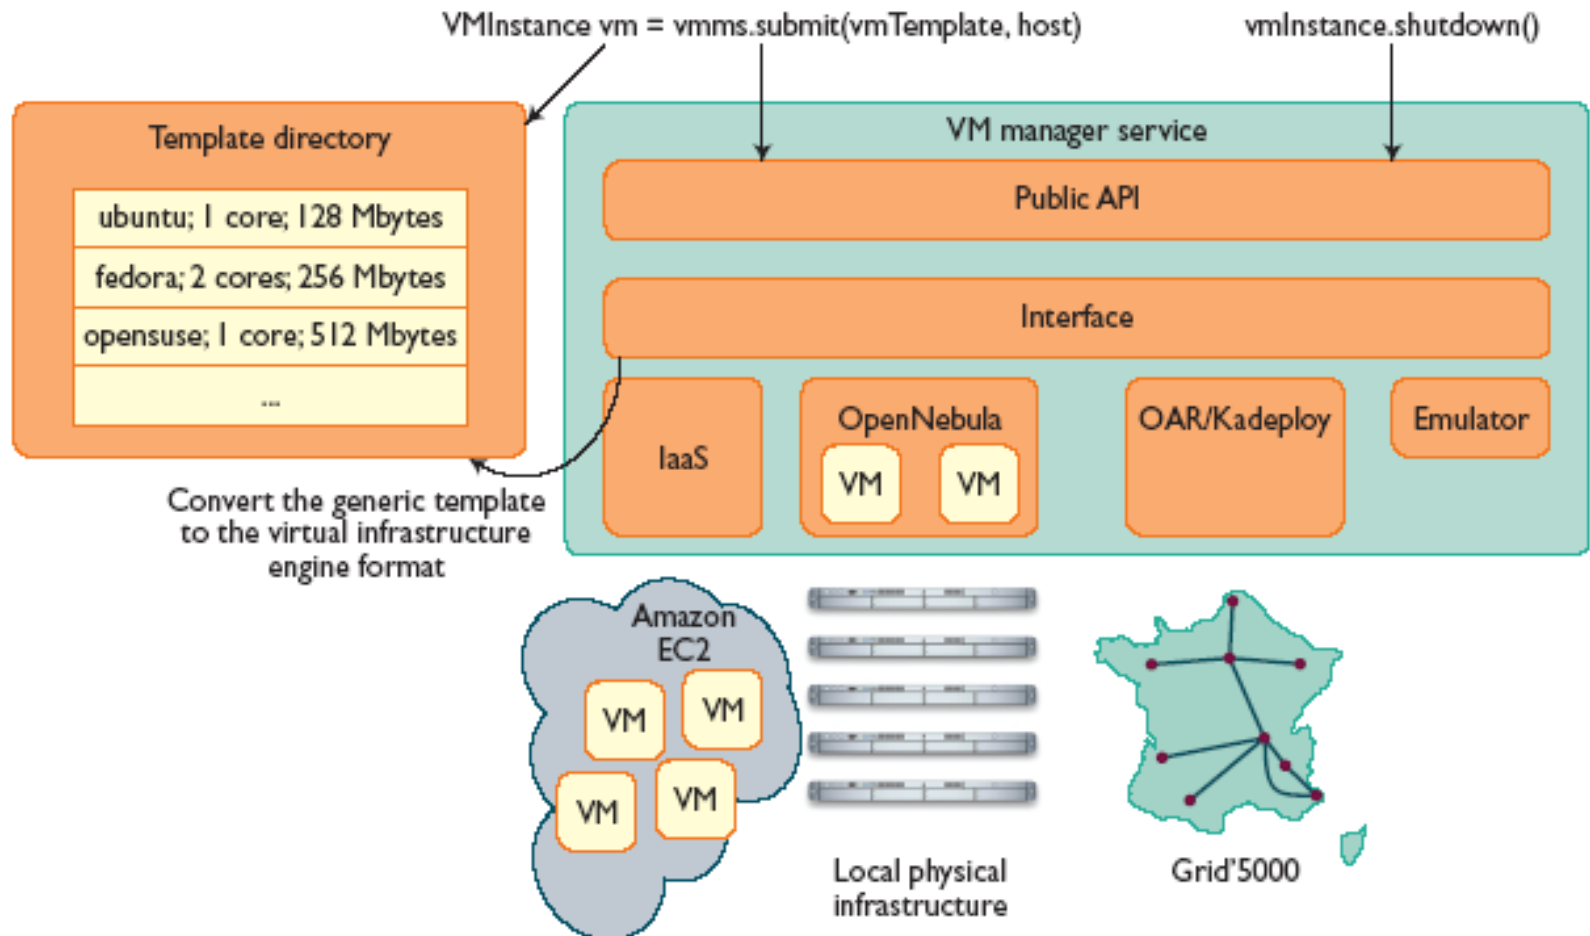 VMInstance vm = vmms.submit(vmTemplate, host)
vmInstance.shutdown()
Template directory
ubuntu; 1 core; 128 Mbytes
fedora; 2 cores; 256 Mbytes
opensuse; 1 core; 512 Mbytes
...
VM manager service
Public API
Interface
IaaS
OpenNebula
VM
VM
OAR/Kadeploy
Emulator
Convert the generic template
to the virtual infrastructure
engine format
Amazon
EC2
VM
VM
VM
VM
Local physical
infrastructure
Grid'5000